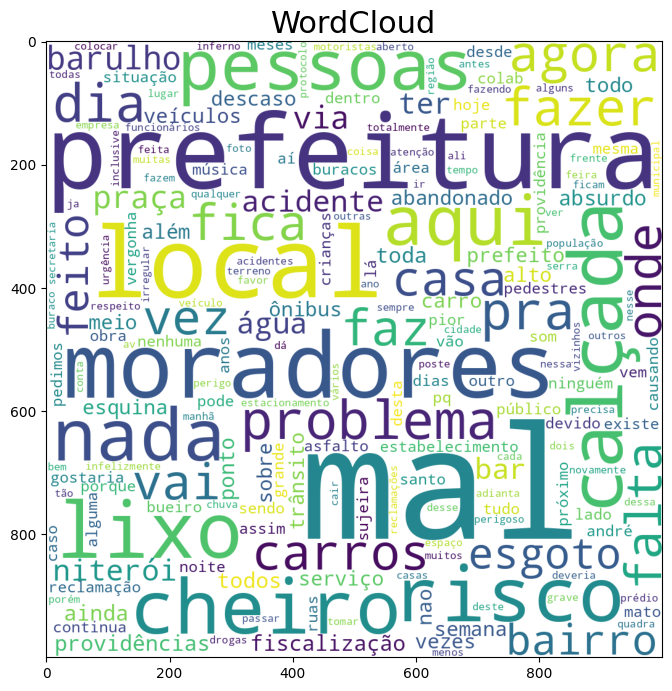 WordCloud
colocar inferno motoristas aberto
barulho pessoas agora
todas meses protocolo desde antes região fazendo alguns
situação lugar descaso dentro colab todo
dia veículos via ter hoje fazer
empresa funcionários totalmente parte mesma
inclusive feita foto coisa atenção ali providência frente
muitas prefeitura
fazem música aí buracos área ir tempo feira municipal
praça qualquer acidente abandonado ficam absurdo
ja fica outras aqui over população
secretaria vergonha além acidentes crianças lá toda prefeito serra onde
urgência irregular terreno ano casa alto nesse
local favor calçada
feito respeito veículo ônibus sempre carro pedestres
buraco meio vez água faz pior cidade pra outros
obra nenhuma dá vão som vizinhos causando
pedimos av anos poste nessa
moradores
conta perigo vários dias outro ninguém vem
esquina pode estacionamento desta pq público precisa
manhã problema devido existe
nada asfalto estabelecimento dois
bem infelizmente ponto sobre grande trânsito cada novamente
gostaria vai cair santo bar falta
tão porque chuva sujeira reclamações desse adianta próximo dessa
alguma bueiro sendo mal tudo lado
caso lixo assim perigoso andré
carros espaço esgoto
niterói noite muitos
reclamação todos serviço casas deveria
porém cheiro ruas nao risco deste grave mato prédio
ainda passar tomar semana quadra
continua drogas vezes bairro
providências fiscalização menos
0
200
400
600
800
0 200 400 600 800